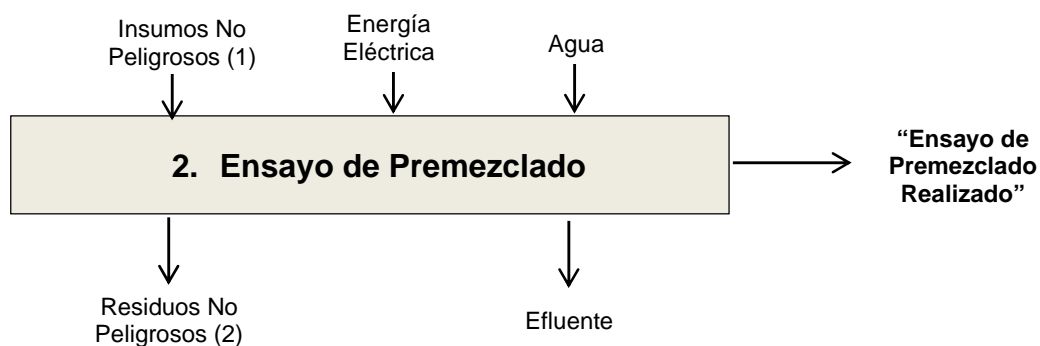 Insumos No
Peligrosos (1)
Energía
Eléctrica
Agua
2. Ensayo de Premezclado
“Ensayo de
Premezclado
Realizado”
Residuos No
Peligrosos (2)
Efluente